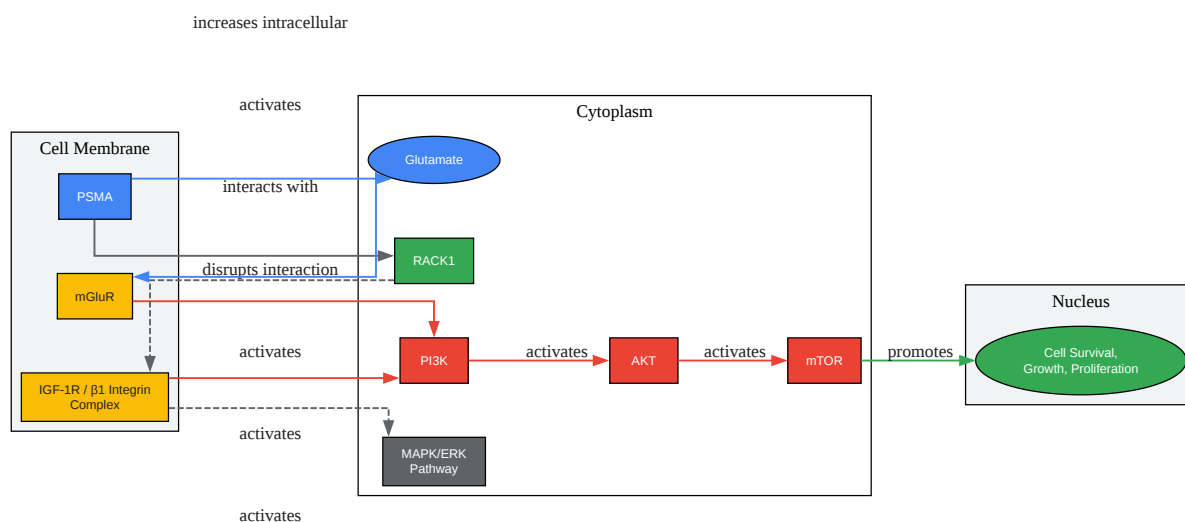 increases intracellular
activates
Cytoplasm
Cell Membrane
Glutamate
PSMA
interacts with
RACK1
disrupts interaction
mGluR
Nucleus
activates
PI3K
activates
AKT
activates
mTOR
promotes
Cell Survival,
Growth, Proliferation
IGF-1R / β1 Integrin
Complex
activates
MAPK/ERK
Pathway
activates